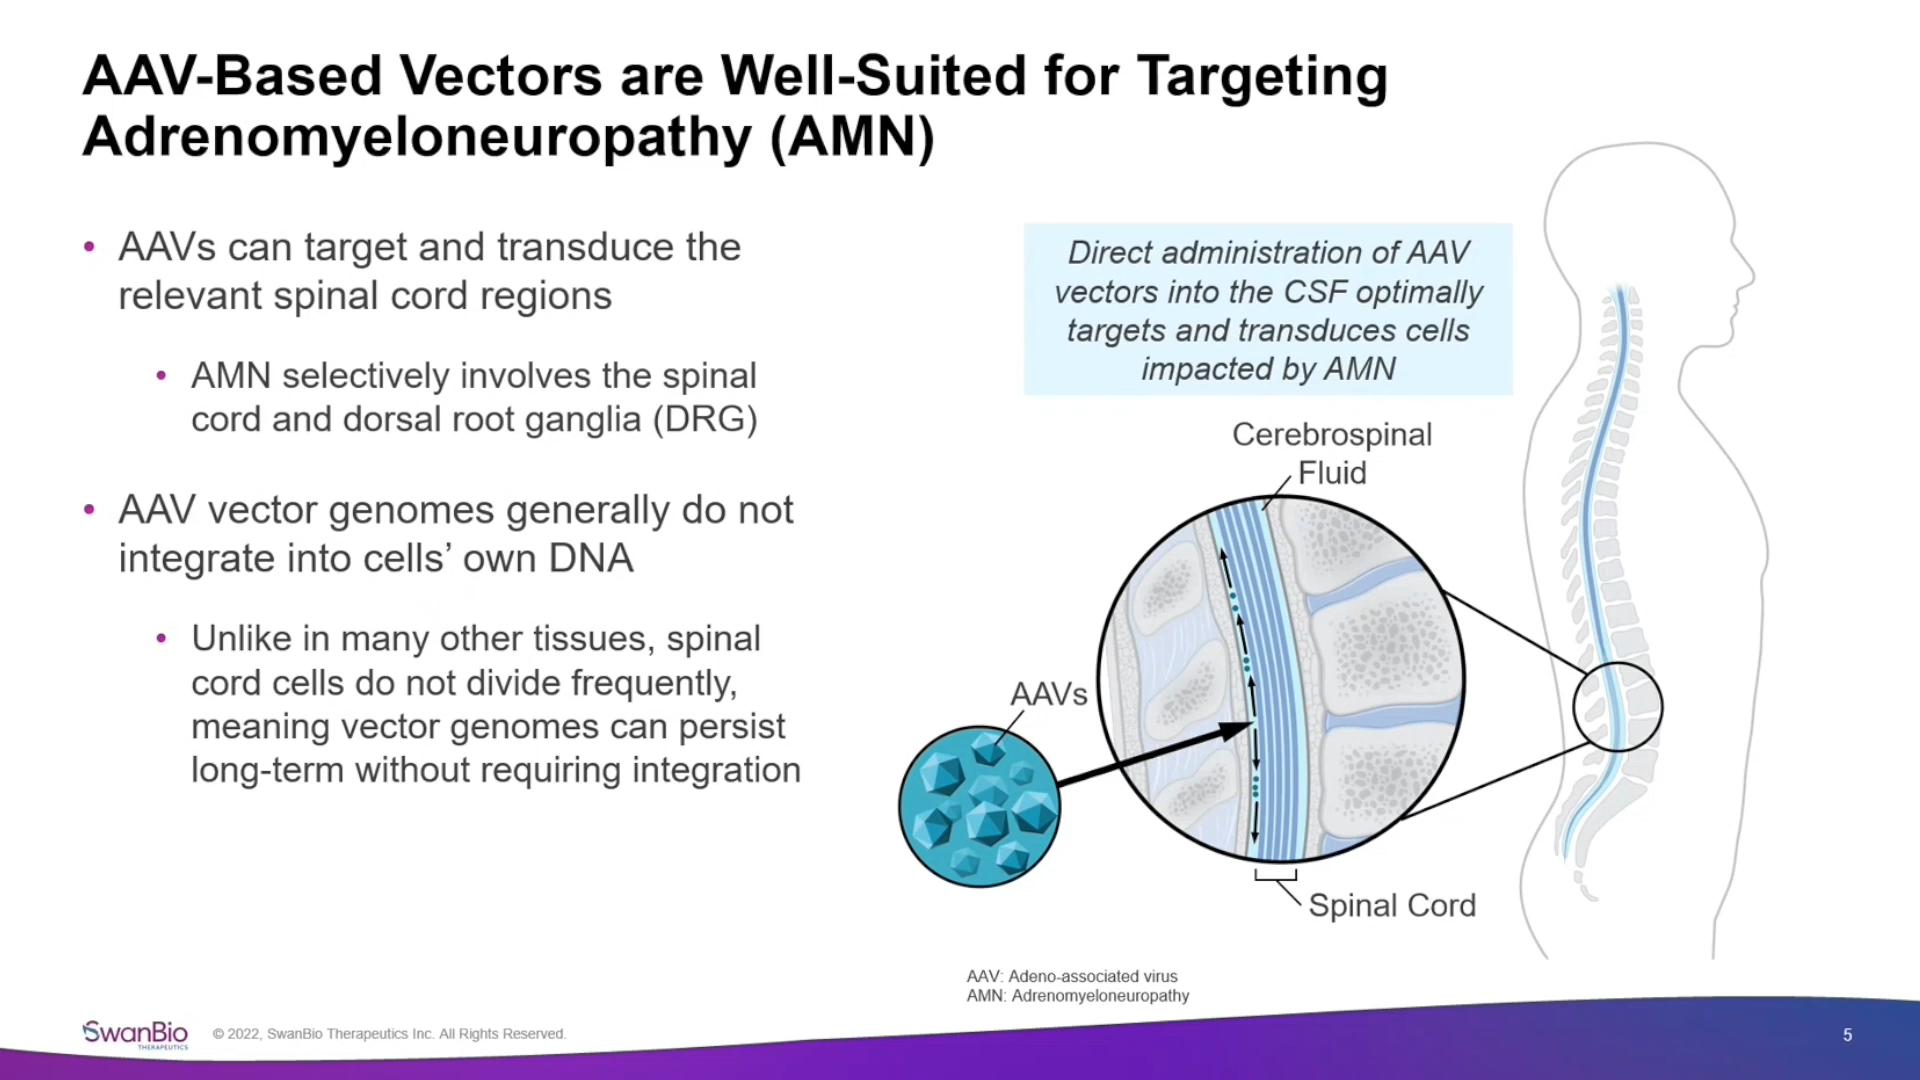 AAV-Based Vectors are Well-Suited for Targeting
Adrenomyeloneuropathy (AMN)
• AAVs can target and transduce the
relevant spinal cord regions
• AMN selectively involves the spinal
cord and dorsal root ganglia (DRG)
• AAV vector genomes generally do not
integrate into cells’ own DNA
• Unlike in many other tissues, spinal
cord cells do not divide frequently,
meaning vector genomes can persist
long-term without requiring integration
Direct administration of AAV
vectors into the CSF optimally
targets and transduces cells
impacted by AMN
Cerebrospinal
Fluid
AAVs
Spinal Cord
AAV: Adeno-associated virus
AMN: Adrenomyeloneuropathy
SwanBio
THERAPEUTICS
© 2022, SwanBio Therapeutics Inc. All Rights Reserved.
5